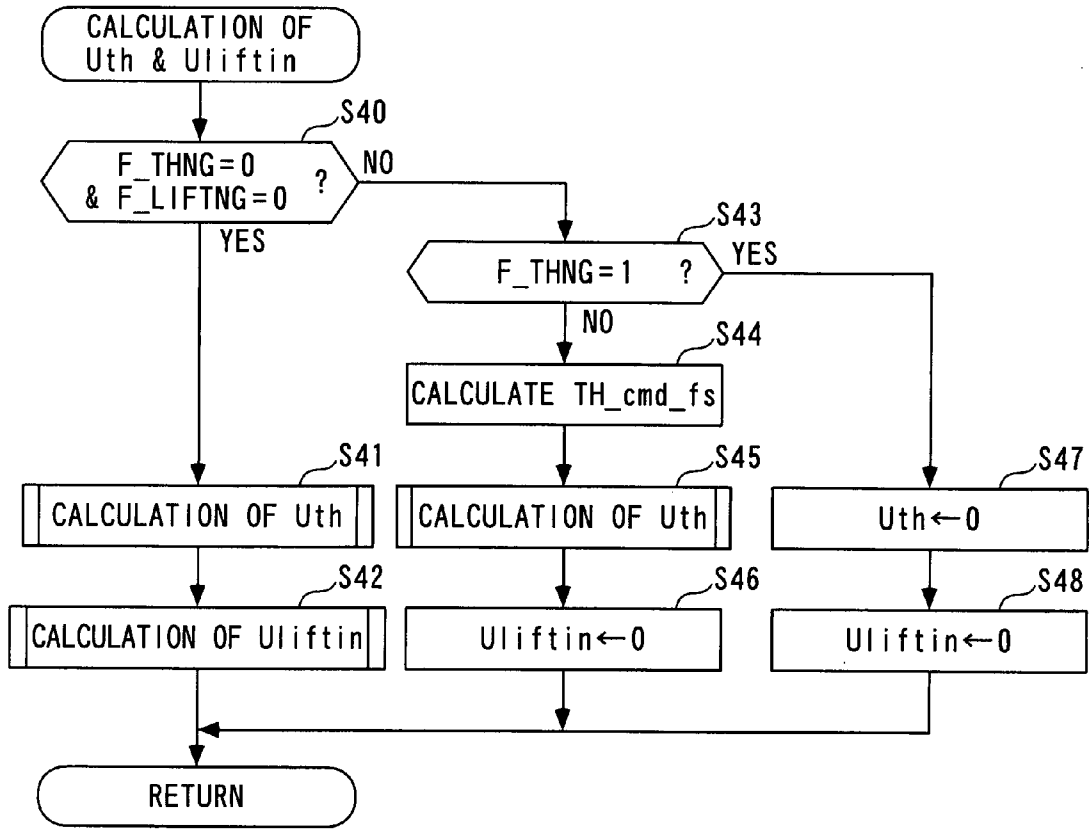 CALCULATION OF
Uth & Uliftin
S40
F_THNG=0
& F_LIFTNG=0 ?
NO
YES
S43
F_THNG=1 ?
YES
NO
S44
CALCULATE TH_cmd_fs
S41
CALCULATION OF Uth
S45
CALCULATION OF Uth
S47
Uth←0
S42
CALCULATION OF Uliftin
S46
Uliftin←0
S48
Uliftin←0
RETURN